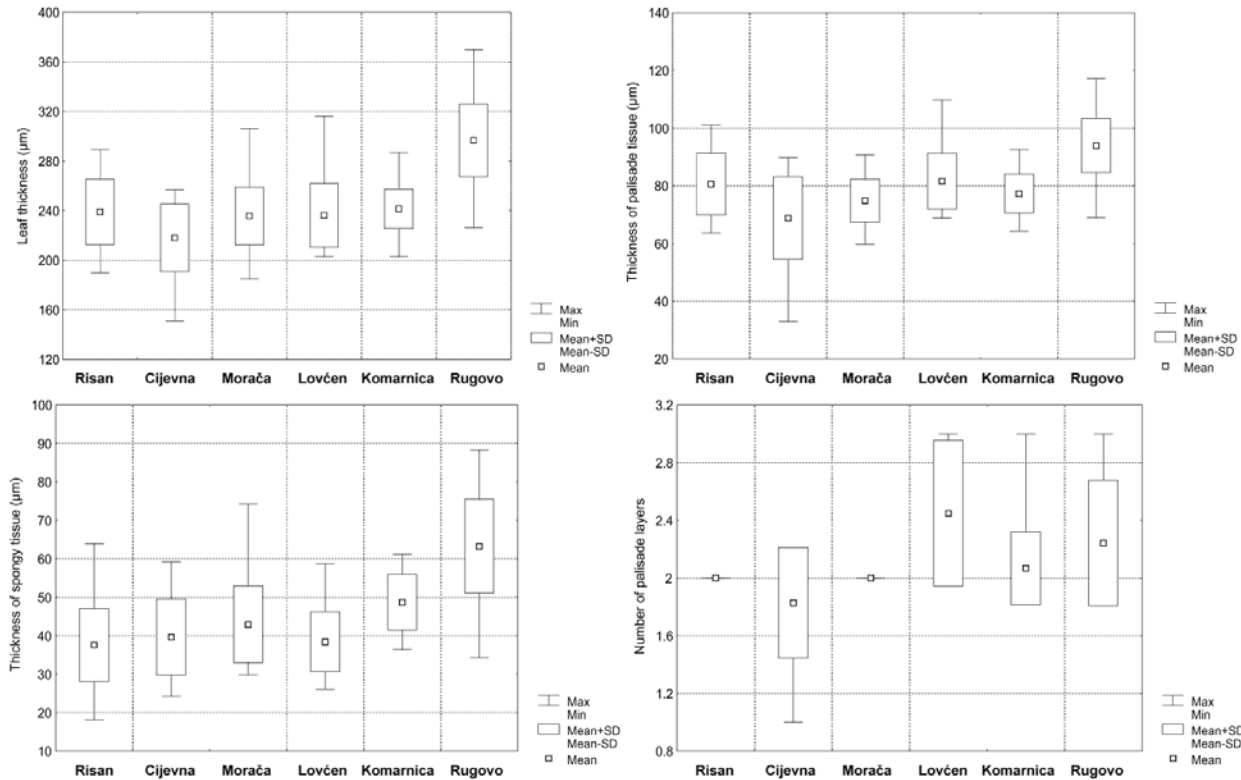 Leaf thickness (µm)
400
360
320
280
240
200
160
120
Risan Cijevna Morača Lovćen Komarnica Rugovo
Max
Min
Mean+SD
Mean-SD
Mean
Thickness of palisade tissue (µm)
140
120
100
80
60
40
20
Risan Cijevna Morača Lovćen Komarnica Rugovo
Max
Min
Mean+SD
Mean-SD
Mean
Thickness of spongy tissue (µm)
100
90
80
70
60
50
40
30
20
10
Risan Cijevna Morača Lovćen Komarnica Rugovo
Max
Min
Mean+SD
Mean-SD
Mean
Number of palisade layers
3.2
2.8
2.4
2
1.6
1.2
0.8
Risan Cijevna Morača Lovćen Komarnica Rugovo
Max
Min
Mean+SD
Mean-SD
Mean